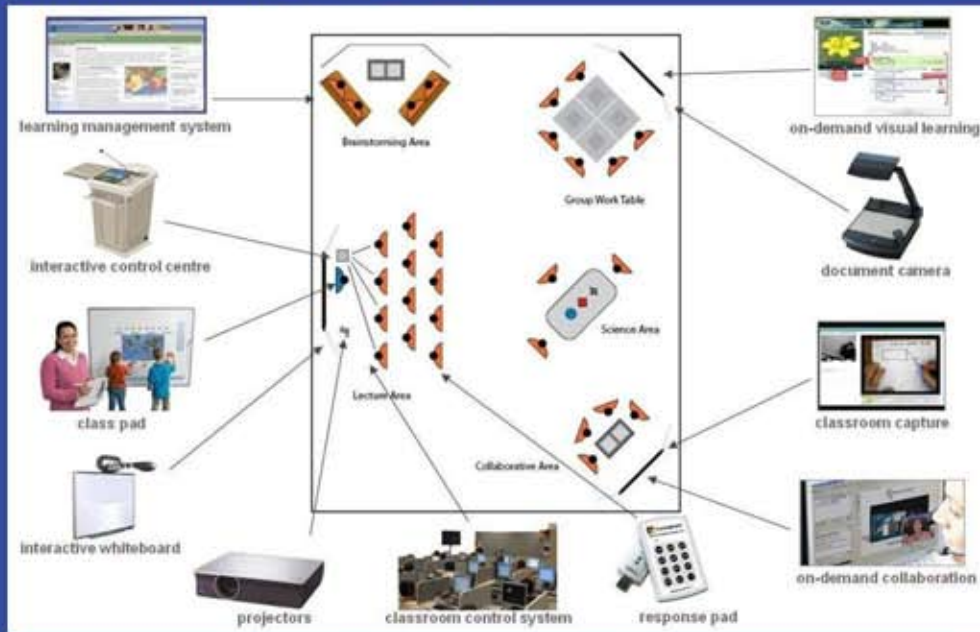 learning management system
Brainstorming Area
on-demand visual learning
Group Work Table
interactive control centre
document camera
Science Area
class pad
Lecture Area
classroom capture
Collaborative Area
interactive whiteboard
on-demand collaboration
projectors
classroom control system
response pad